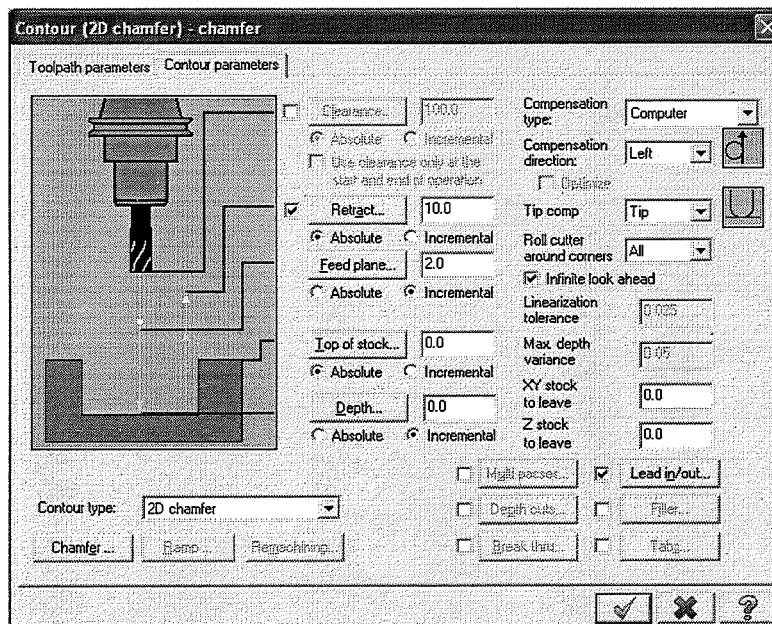 Contour (2D chamfer) - chamfer
Toolpath parameters Contour parameters
Clearance... 100.0
Absolute Incremental
Use clearance only at the
start and end of operation
Retract... 10.0
Absolute Incremental
Feed plane... 2.0
Absolute Incremental
Top of stock... 0.0
Absolute Incremental
Depth... 0.0
Absolute Incremental
Compensation
type: Computer
Compensation
direction: Left
Optimize
Tip comp Tip
Roll cutter
around corners All
Infinite look ahead
Linearization
tolerance 0.025
Max. depth
variance 0.05
XY stock
to leave 0.0
Z stock
to leave 0.0
Contour type: 2D chamfer
Chamfer... Ramp... Remachining...
Multi passes... Lead in/out...
Depth cuts... Filter...
Break thru... Tabs...